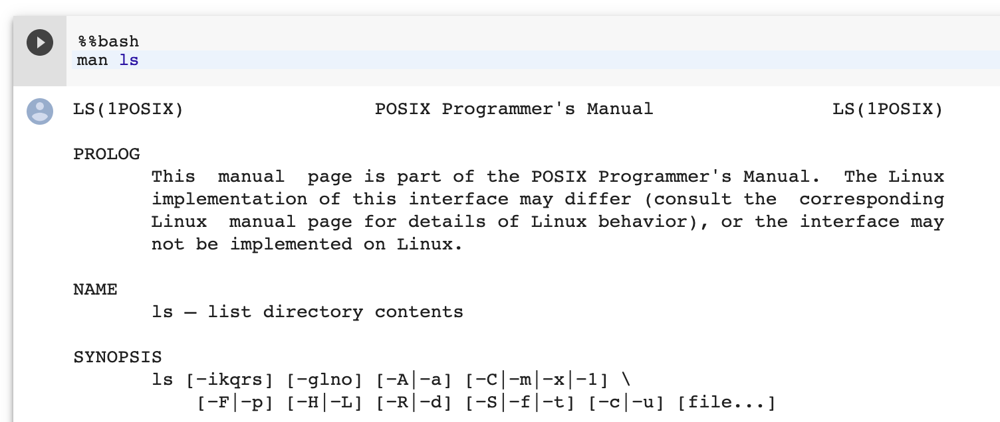 %%bash
man ls
LS(1POSIX) POSIX Programmer's Manual LS(1POSIX)
PROLOG
This manual page is part of the POSIX Programmer's Manual. The Linux
implementation of this interface may differ (consult the corresponding
Linux manual page for details of Linux behavior), or the interface may
not be implemented on Linux.
NAME
ls — list directory contents
SYNOPSIS
ls [−ikqrs] [−glno] [−A|−a] [−C|−m|−x|−1] \
[−F|−p] [−H|−L] [−R|−d] [−S|−f|−t] [−c|−u] [file...]